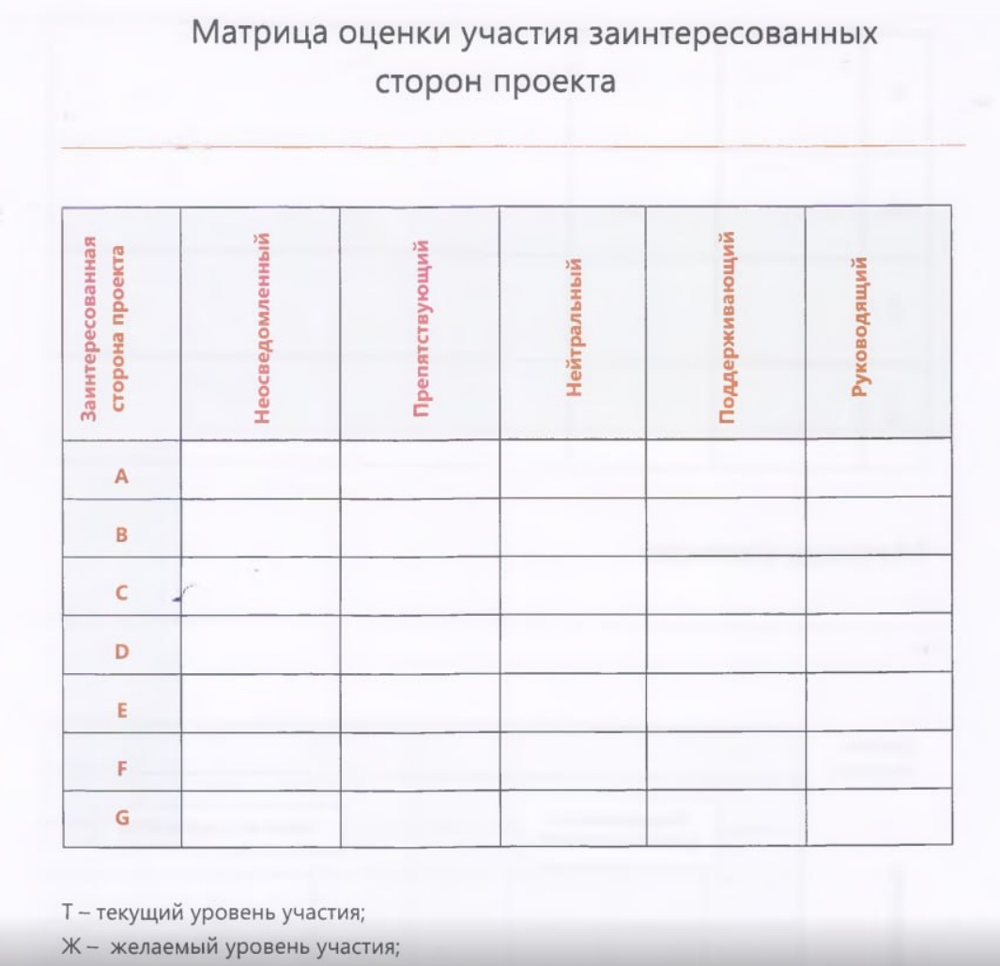 Матрица оценки участия заинтересованных
сторон проекта
Заинтересованная
сторона проекта
Неосведомленный
Препятствующий
Нейтральный
Поддерживающий
Руководящий
A
B
C
D
E
F
G
Т – текущий уровень участия;
Ж – желаемый уровень участия;